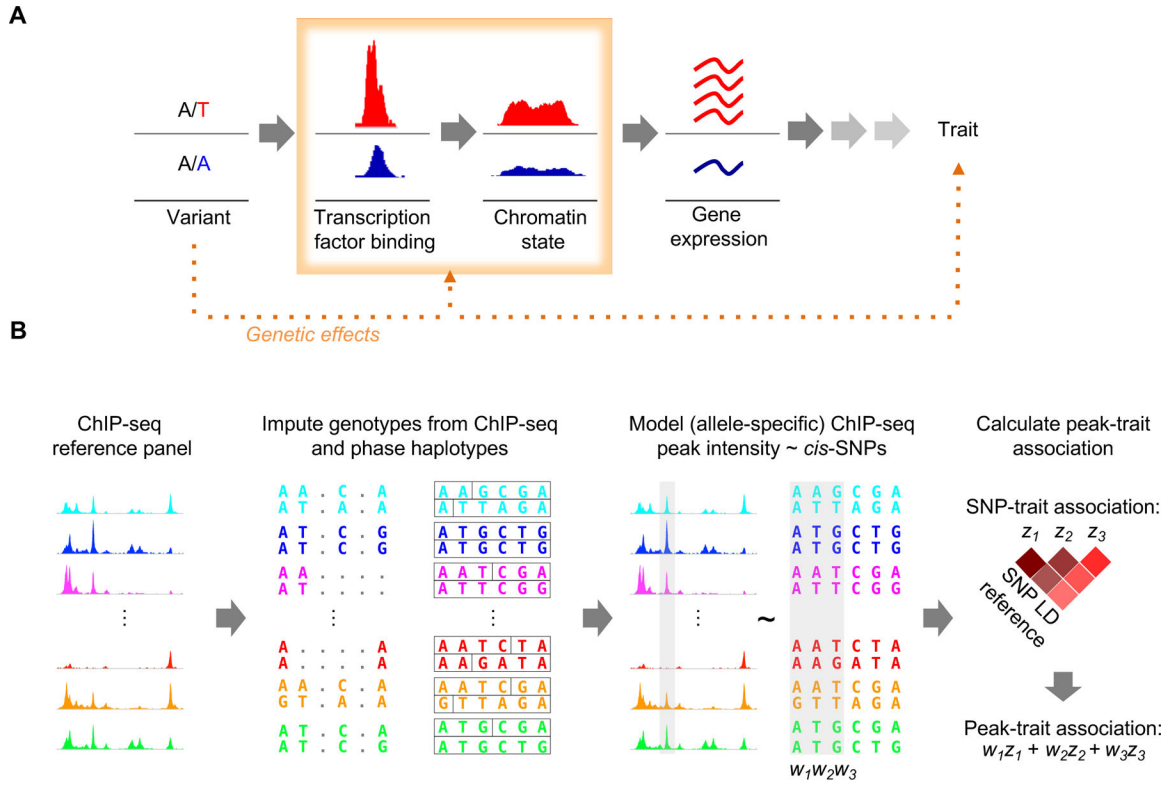 A
A/T
A/A
Variant
Transcription
factor binding
Chromatin
state
Gene
expression
Trait
Genetic effects
B
ChIP-seq
reference panel
Impute genotypes from ChIP-seq
and phase haplotypes
Model (allele-specific) ChIP-seq
peak intensity ~ cis-SNPs
Calculate peak-trait
association
A A . C . A
A T . A . A
A T . C . G
A T . C . G
A A . . . .
A T . . . .
⋮
A . . . . A
A . . . . A
A A . C . A
G T . A . A
A T . C . A
A T . C . G
A A G C G A
A T T A G A
A T G C T G
A T G C T G
A A T C G A
A T T C G G
⋮
A A T C T A
A A G A T A
A A T C G A
G T T A G A
A T G C G A
A T G C T G
⋮
~
A A G C G A
A T T A G A
A T G C T G
A T G C T G
A A T C G A
A T T C G G
⋮
A A T C T A
A A G A T A
A A T C G A
G T T A G A
A T G C G A
A T G C T G
w1w2w3
SNP-trait association:
z1 z2 z3
SNP LD
reference
Peak-trait association:
w1z1 + w2z2 + w3z3